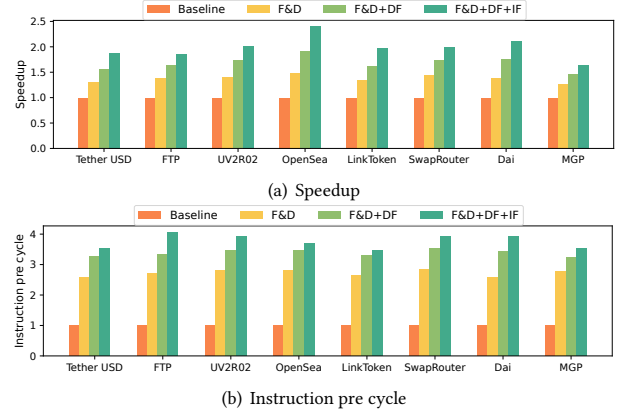 Baseline F&D F&D+DF F&D+DF+IF
2.5
2.0
1.5
1.0
0.5
0.0
Speedup
Tether USD FTP UV2R02 OpenSea LinkToken SwapRouter Dai MGP
(a) Speedup
Baseline F&D F&D+DF F&D+DF+IF
4
3
2
1
0
Instruction pre cycle
Tether USD FTP UV2R02 OpenSea LinkToken SwapRouter Dai MGP
(b) Instruction pre cycle